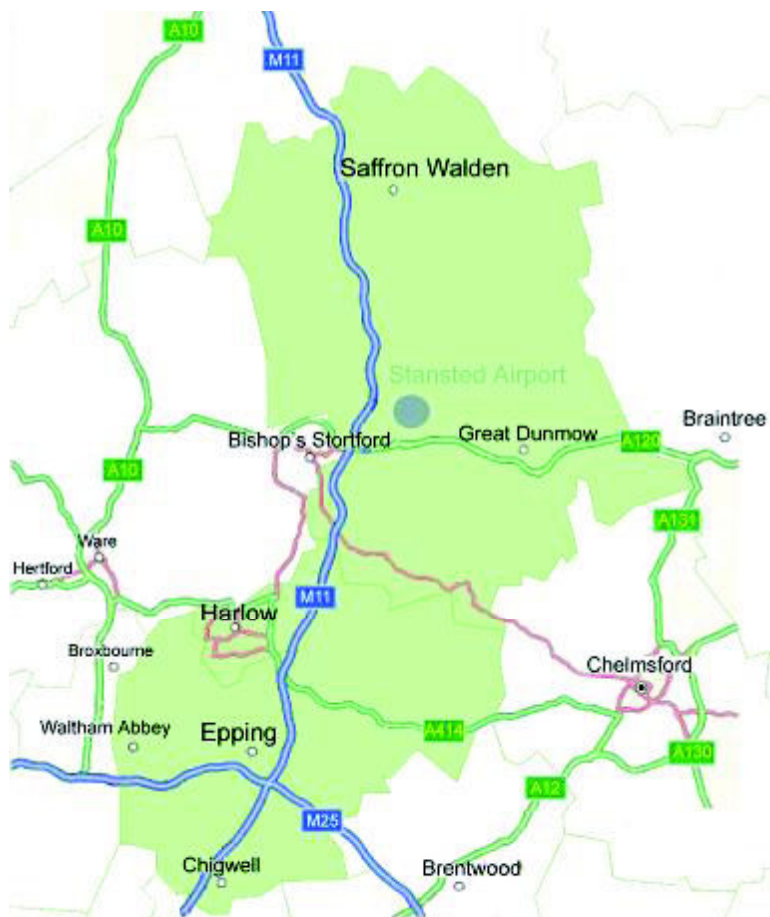 A10
M11
Saffron Walden
A10
Stansted Airport
Braintree
Bishop's Stortford
Great Dunmow
A120
A10
A131
Ware
Hertford
M11
Harlow
Broxbourne
Chelmsford
Waltham Abbey
Epping
A414
A130
A12
M25
Chigwell
Brentwood